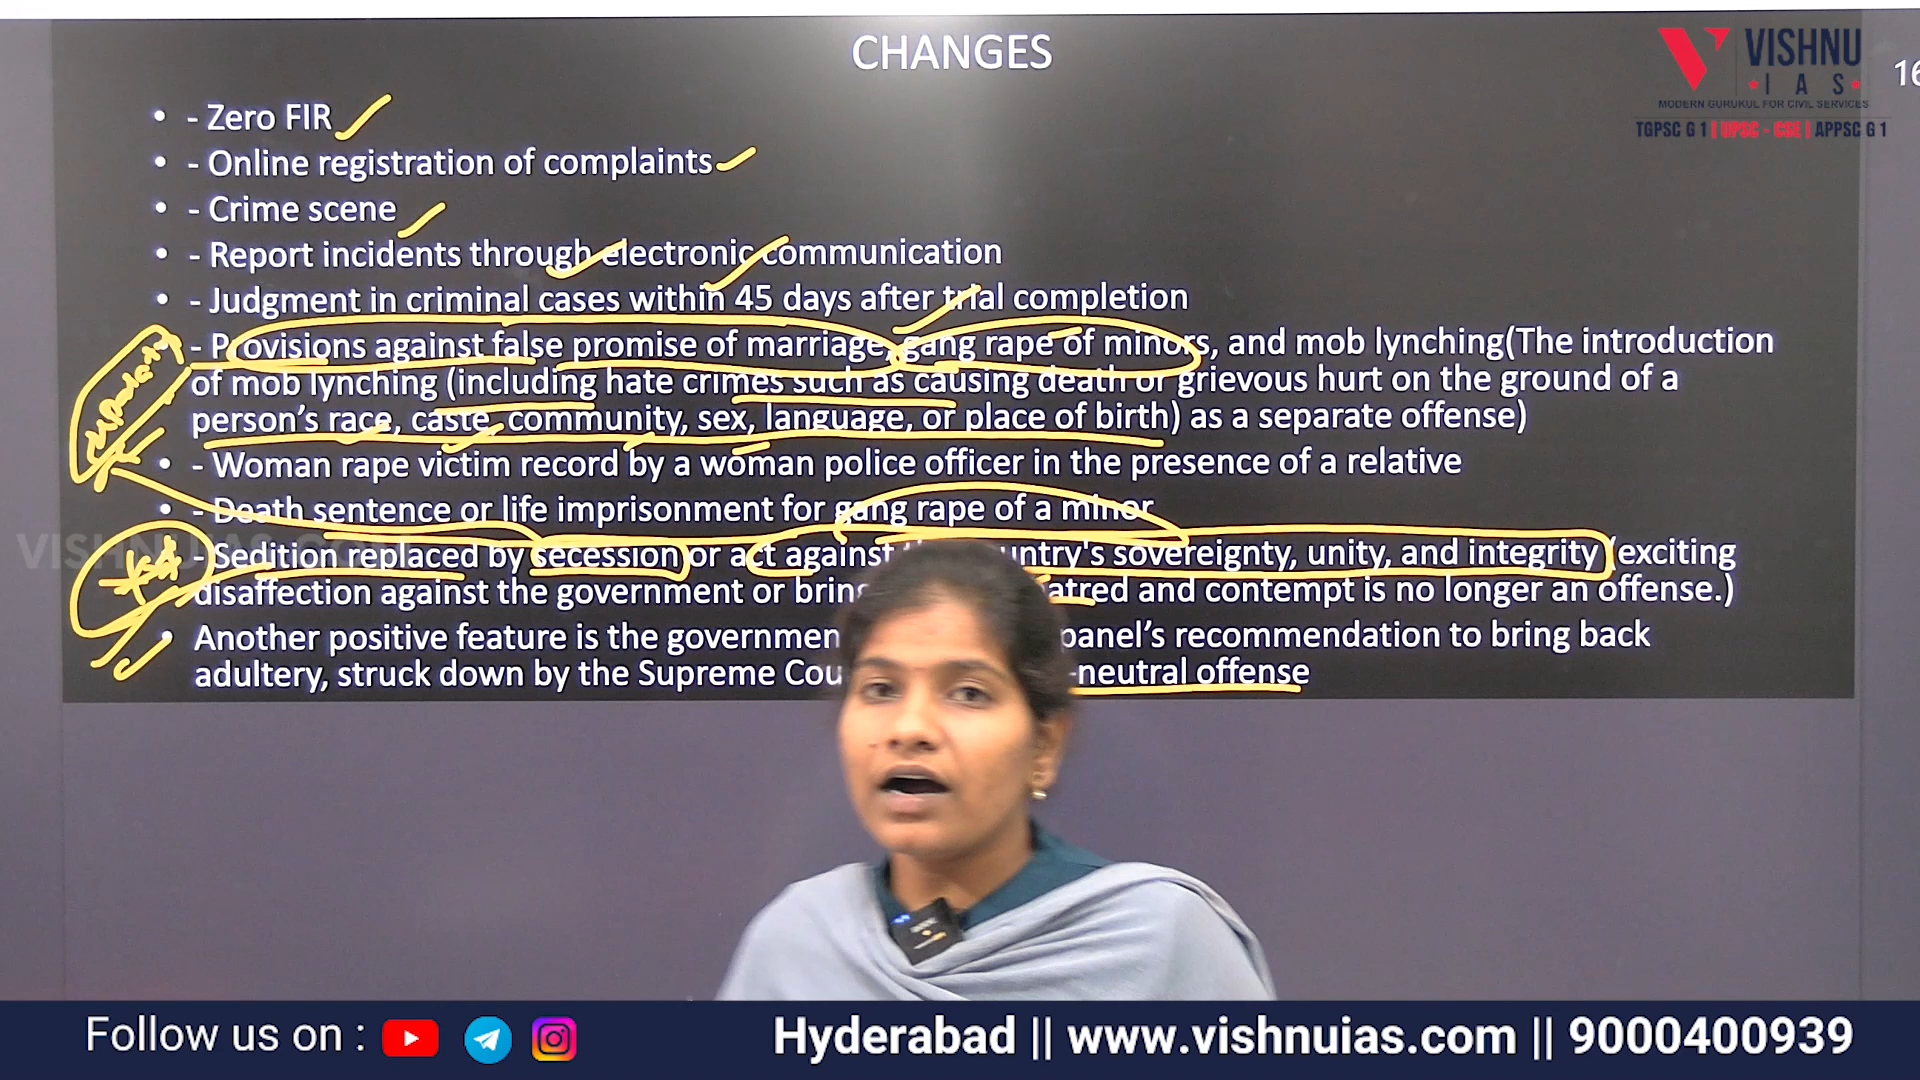 CHANGES
VISHNU
I A S
MODERN GURUKUL FOR CIVIL SERVICES
TGPSC G 1 | UPSC - CSE | APPSC G 1
16
• - Zero FIR
• - Online registration of complaints
• - Crime scene
• - Report incidents through electronic communication
• - Judgment in criminal cases within 45 days after trial completion
- Provisions against false promise of marriage, gang rape of minors, and mob lynching(The introduction
of mob lynching (including hate crimes such as causing death or grievous hurt on the ground of a
person's race, caste, community, sex, language, or place of birth) as a separate offense)
• - Woman rape victim record by a woman police officer in the presence of a relative
• - Death sentence or life imprisonment for gang rape of a minor
- Sedition replaced by secession or act against country's sovereignty, unity, and integrity (exciting
disaffection against the government or bring hatred and contempt is no longer an offense.)
• Another positive feature is the government panel's recommendation to bring back
adultery, struck down by the Supreme Cou -neutral offense
VISHNUIAS.COM
Follow us on :
Hyderabad || www.vishnuias.com || 9000400939